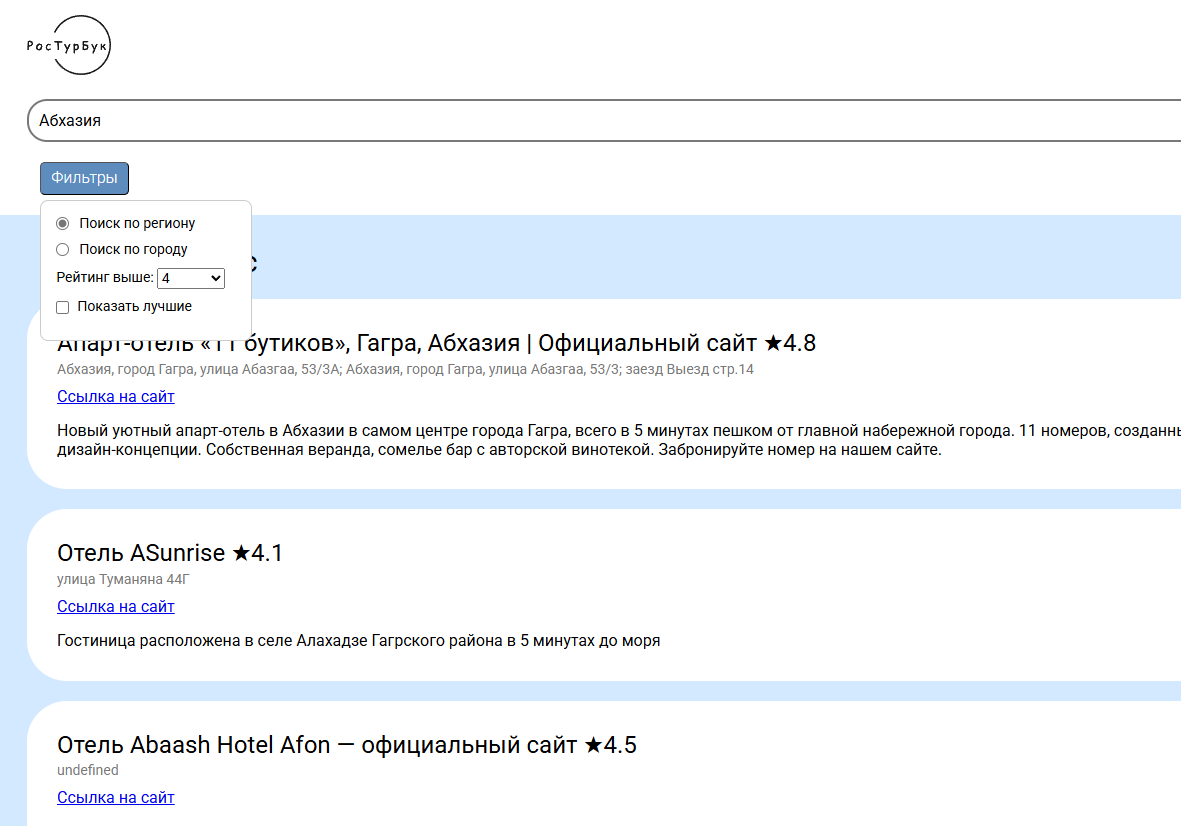 РосТурБук
Абхазия
Фильтры
Поиск по региону
Поиск по городу
Рейтинг выше: 4
Показать лучшие
Апарт-отель «11 бутиков», Гагра, Абхазия | Официальный сайт ★4.8
Абхазия, город Гагра, улица Абазгаа, 53/3А; Абхазия, город Гагра, улица Абазгаа, 53/3; заезд Выезд стр.14
Ссылка на сайт
Новый уютный апарт-отель в Абхазии в самом центре города Гагра, всего в 5 минутах пешком от главной набережной города. 11 номеров,
дизайн-концепции. Собственная веранда, сомелье бар с авторской винотекой. Забронируйте номер на нашем сайте.
Отель ASunrise ★4.1
улица Туманяна 44Г
Ссылка на сайт
Гостиница расположена в селе Алахадзе Гагрского района в 5 минутах до моря
Отель Abaash Hotel Afon — официальный сайт ★4.5
undefined
Ссылка на сайт